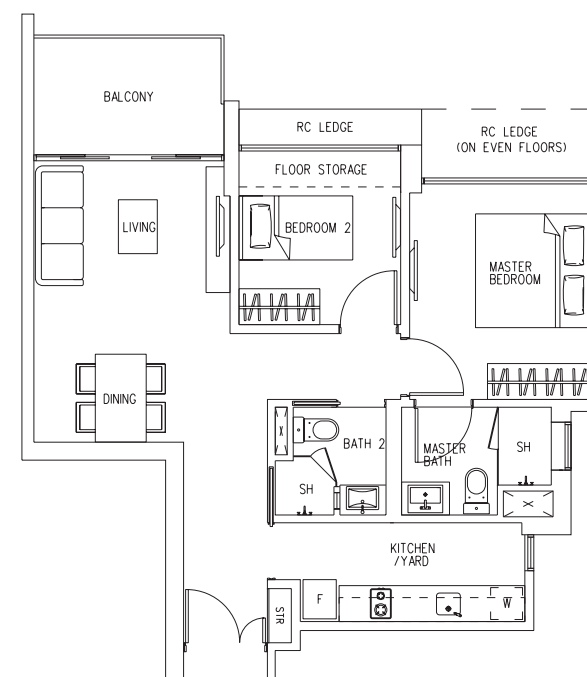 BALCONY
RC LEDGE
RC LEDGE
(ON EVEN FLOORS)
FLOOR STORAGE
LIVING
BEDROOM 2
MASTER
BEDROOM
DINING
BATH 2
MASTER
BATH
SH
SH
KITCHEN
/YARD
F
W
STR